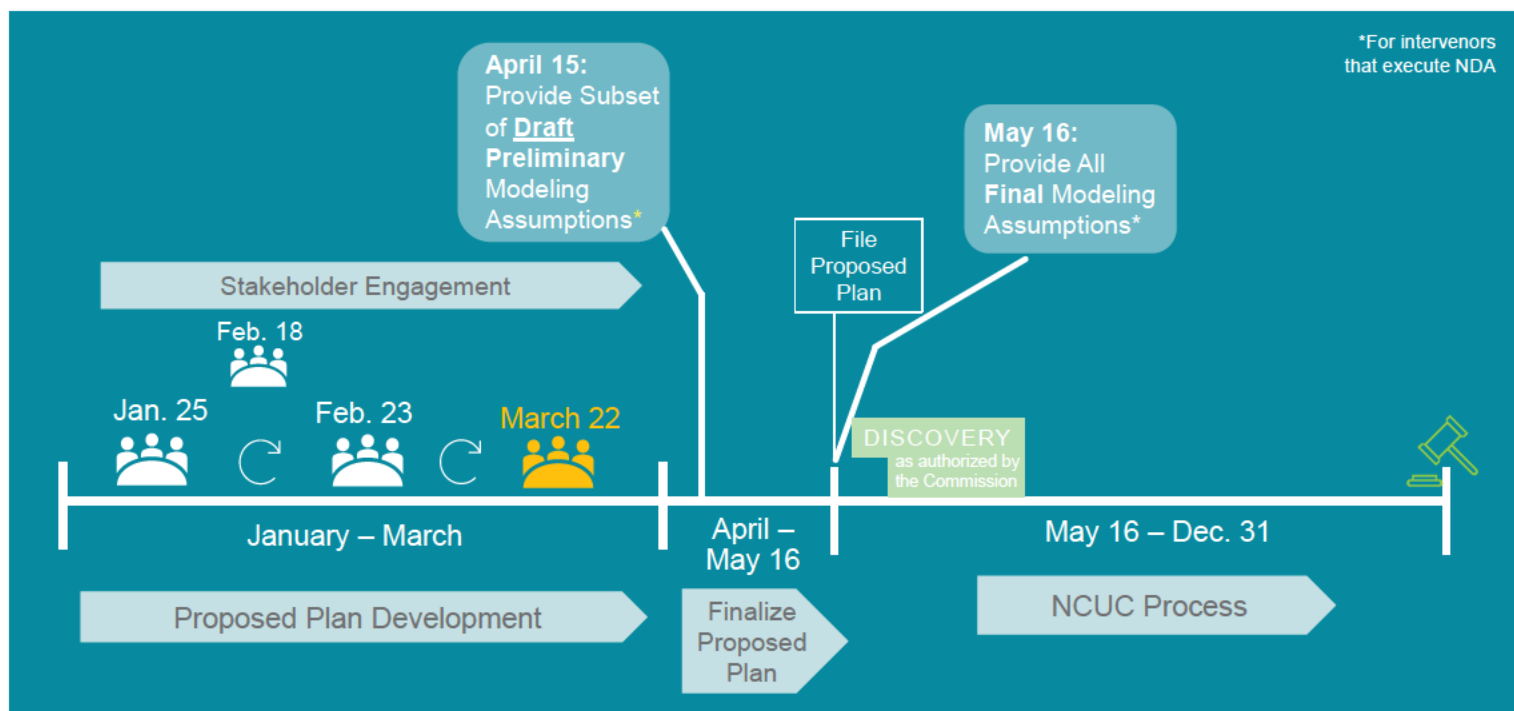 *For intervenors
that execute NDA
April 15:
Provide Subset
of Draft
Preliminary
Modeling
Assumptions*
May 16:
Provide All
Final Modeling
Assumptions*
File
Proposed
Plan
Stakeholder Engagement
Feb. 18
Jan. 25
Feb. 23
March 22
DISCOVERY
as authorized by
the Commission
January – March
April –
May 16
May 16 – Dec. 31
Proposed Plan Development
Finalize
Proposed
Plan
NCUC Process